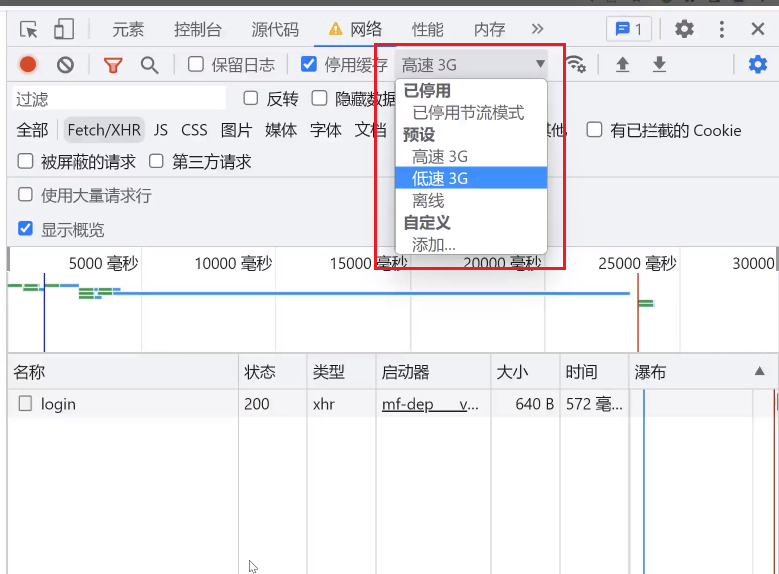 元素 控制台 源代码 网络 性能 内存 1
保留日志 停用缓存 高速 3G
过滤 反转 隐藏数据
已停用
已停用节流模式
全部 Fetch/XHR JS CSS 图片 媒体 字体 文档 其他 有已拦截的 Cookie
预设
高速 3G
被屏蔽的请求 第三方请求
低速 3G
使用大量请求行
离线
自定义
显示概览
添加...
5000 毫秒 10000 毫秒 15000 毫秒 20000 毫秒 25000 毫秒 30000
名称 状态 类型 启动器 大小 时间 瀑布
login 200 xhr mf-dep___v... 640 B 572 毫...